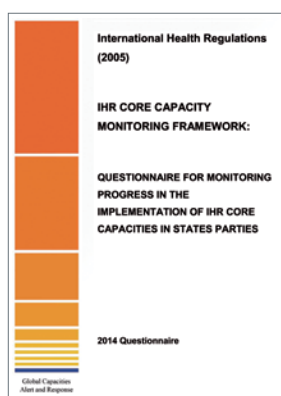 International Health Regulations
(2005)
IHR CORE CAPACITY
MONITORING FRAMEWORK:
QUESTIONNAIRE FOR MONITORING
PROGRESS IN THE
IMPLEMENTATION OF IHR CORE
CAPACITIES IN STATES PARTIES
2014 Questionnaire
Global Capacities
Alert and Response